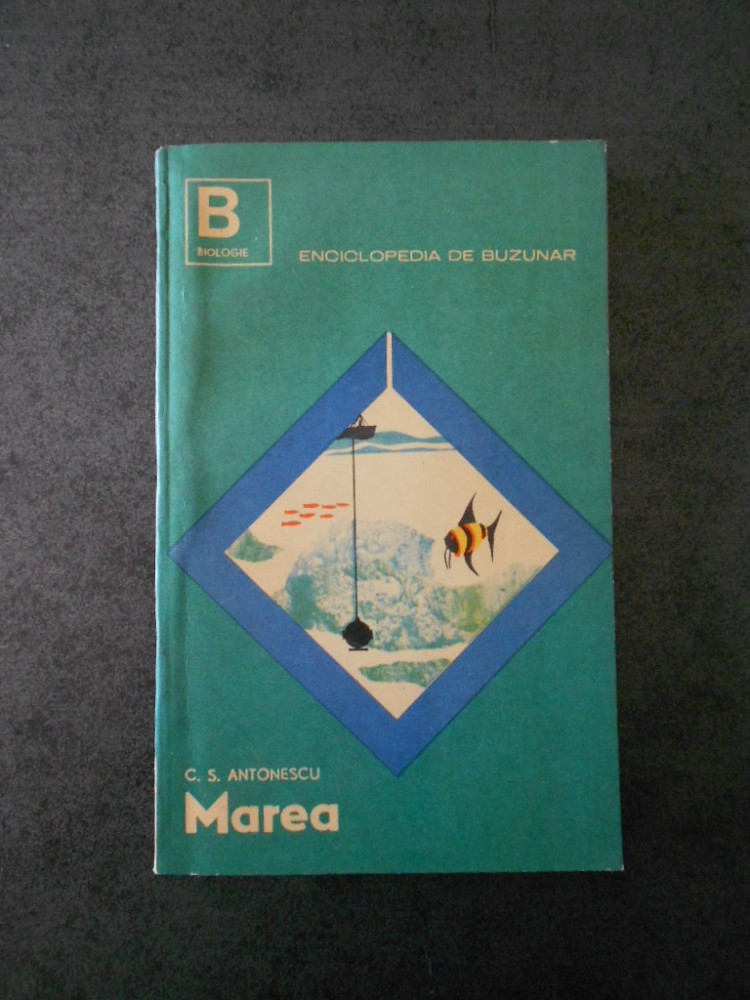 B
BIOLOGIE
ENCICLOPEDIA DE BUZUNAR
C. S. ANTONESCU
Marea